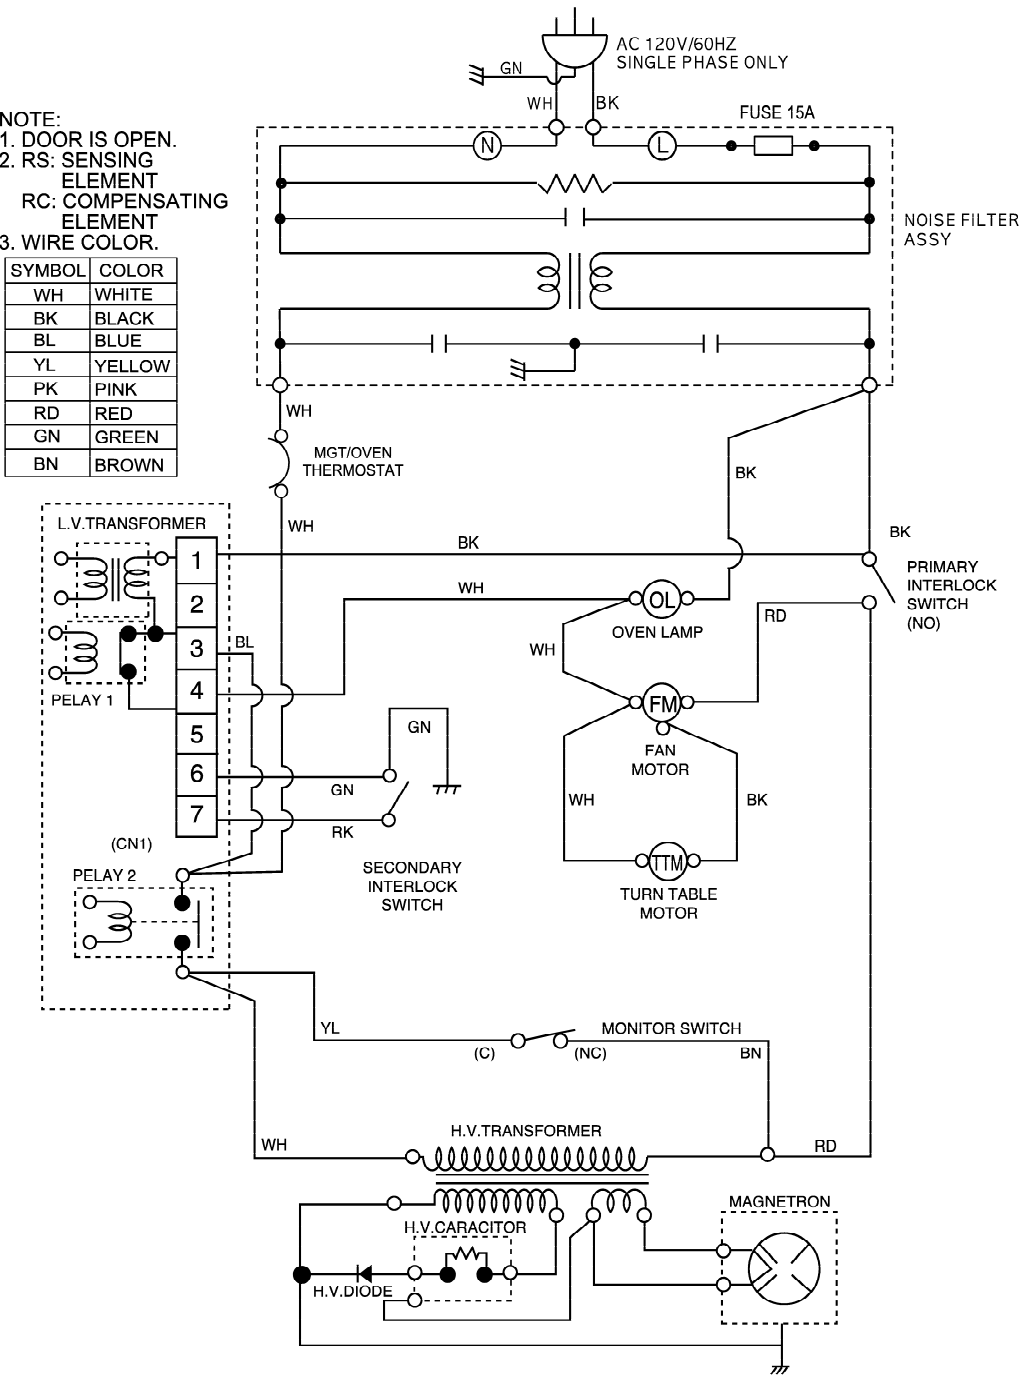 AC 120V/60HZ
SINGLE PHASE ONLY
GN
WH
BK
FUSE 15A
N
L
NOISE FILTER
ASSY
NOTE:
1. DOOR IS OPEN.
2. RS: SENSING
ELEMENT
RC: COMPENSATING
ELEMENT
3. WIRE COLOR.
SYMBOL COLOR
WH WHITE
BK BLACK
BL BLUE
YL YELLOW
PK PINK
RD RED
GN GREEN
BN BROWN
WH
MGT/OVEN
THERMOSTAT
WH
BK
BK
L.V.TRANSFORMER
1
2
3
4
5
6
7
BK
WH
BL
PELAY 1
(CN1)
PELAY 2
PRIMARY
INTERLOCK
SWITCH
(NO)
OL
OVEN LAMP
RD
WH
FM
FAN
MOTOR
WH
BK
TTM
TURN TABLE
MOTOR
GN
GN
RK
SECONDARY
INTERLOCK
SWITCH
YL
(C)
(NC)
MONITOR SWITCH
BN
WH
H.V.TRANSFORMER
RD
H.V.CARACITOR
H.V.DIODE
MAGNETRON